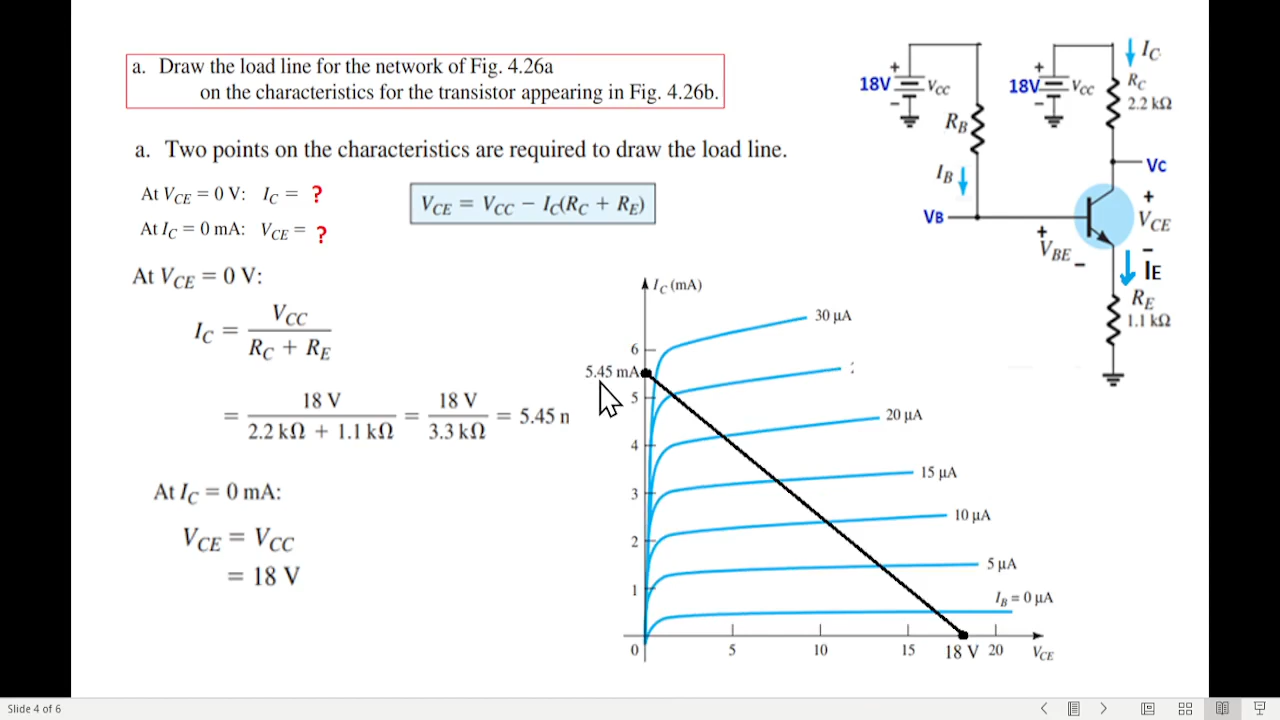 a. Draw the load line for the network of Fig. 4.26a
on the characteristics for the transistor appearing in Fig. 4.26b.
a. Two points on the characteristics are required to draw the load line.
At VCE = 0 V: IC = ?
At IC = 0 mA: VCE = ?
VCE = VCC − IC(RC + RE)
At VCE = 0 V:
IC = VCC
RC + RE
= 18 V = 18 V = 5.45 n
2.2 kΩ + 1.1 kΩ 3.3 kΩ
At IC = 0 mA:
VCE = VCC
= 18 V
+ + IC
18V VCC 18V VCC RC
2.2 kΩ
− −
RB
IB
VC
VB
+
VCE
−
+
VBE
−
IE
RE
1.1 kΩ
IC (mA)
30 μA
6
5.45 mA
5
20 μA
4
15 μA
3
10 μA
2
5 μA
1
IB = 0 μA
0 5 10 15 18 V 20 VCE
Slide 4 of 6